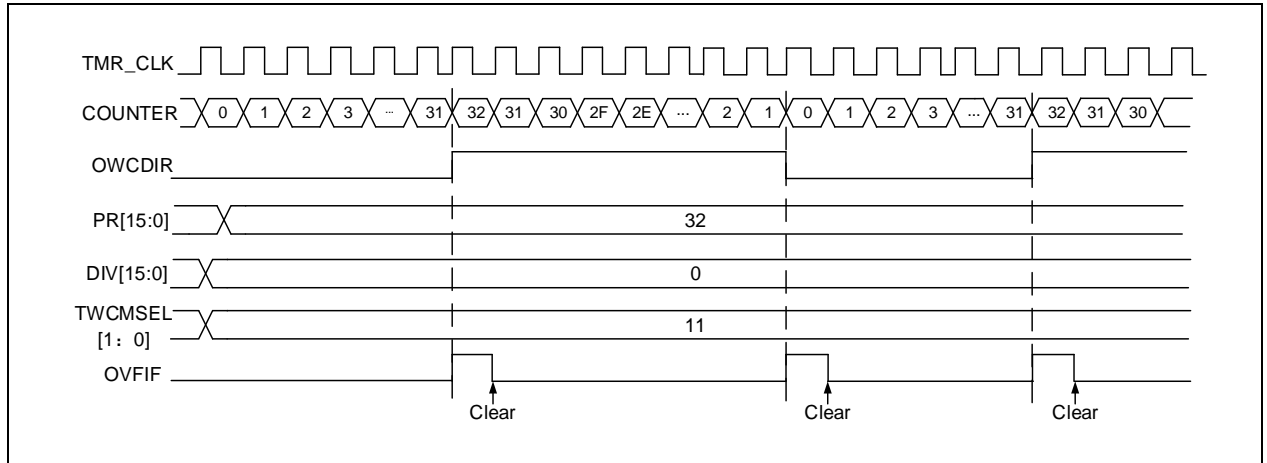 TMR_CLK
COUNTER 0 1 2 3 ... 31 32 31 30 2F 2E ... 2 1 0 1 2 3 ... 31 32 31 30
OWCDIR
PR[15:0] 32
DIV[15:0] 0
TWCMSEL
[1：0] 11
OVFIF
Clear Clear Clear